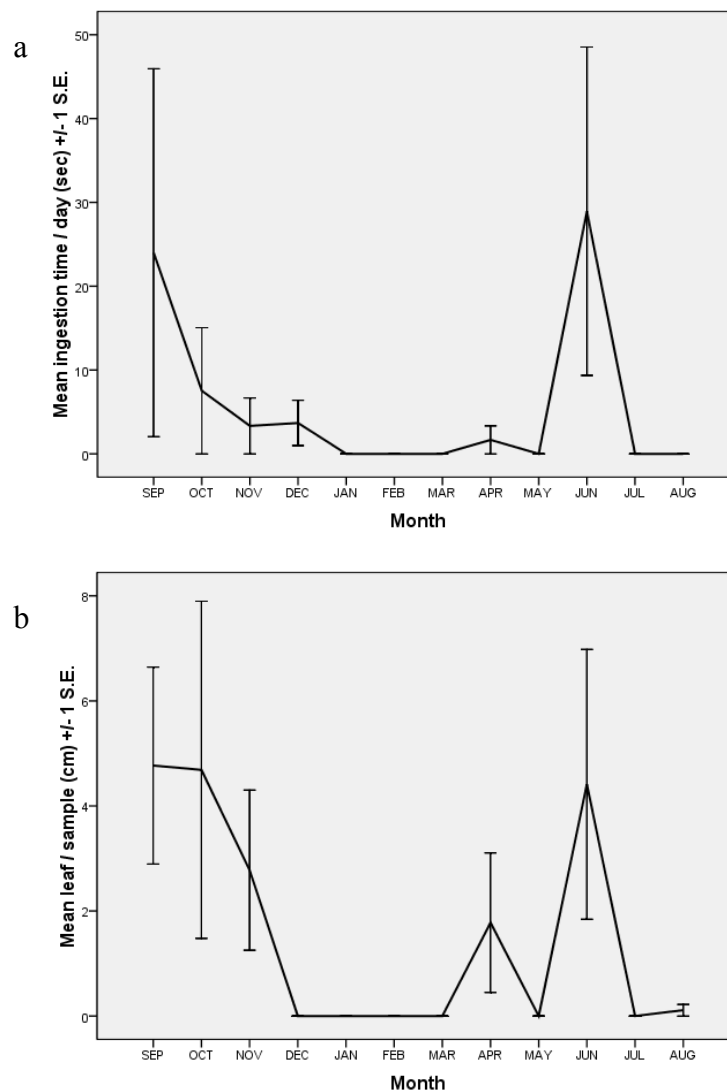 a
Mean ingestion time / day (sec) +/- 1 S.E.
50
40
30
20
10
0
SEP OCT NOV DEC JAN FEB MAR APR MAY JUN JUL AUG
Month
b
Mean leaf / sample (cm) +/- 1 S.E.
8
6
4
2
0
SEP OCT NOV DEC JAN FEB MAR APR MAY JUN JUL AUG
Month